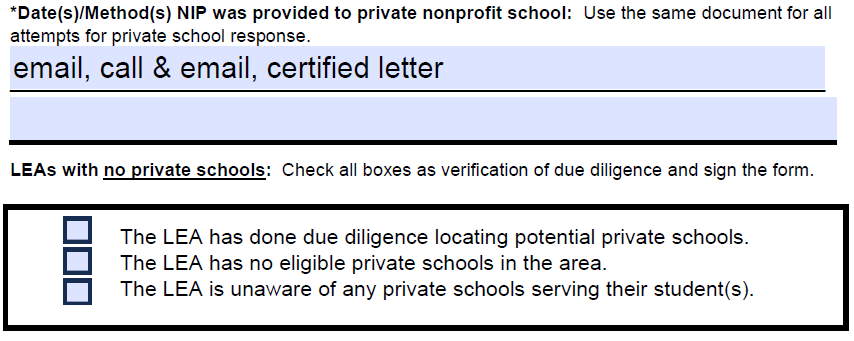 *Date(s)/Method(s) NIP was provided to private nonprofit school: Use the same document for all
attempts for private school response.
email, call & email, certified letter
LEAs with no private schools: Check all boxes as verification of due diligence and sign the form.
The LEA has done due diligence locating potential private schools.
The LEA has no eligible private schools in the area.
The LEA is unaware of any private schools serving their student(s).